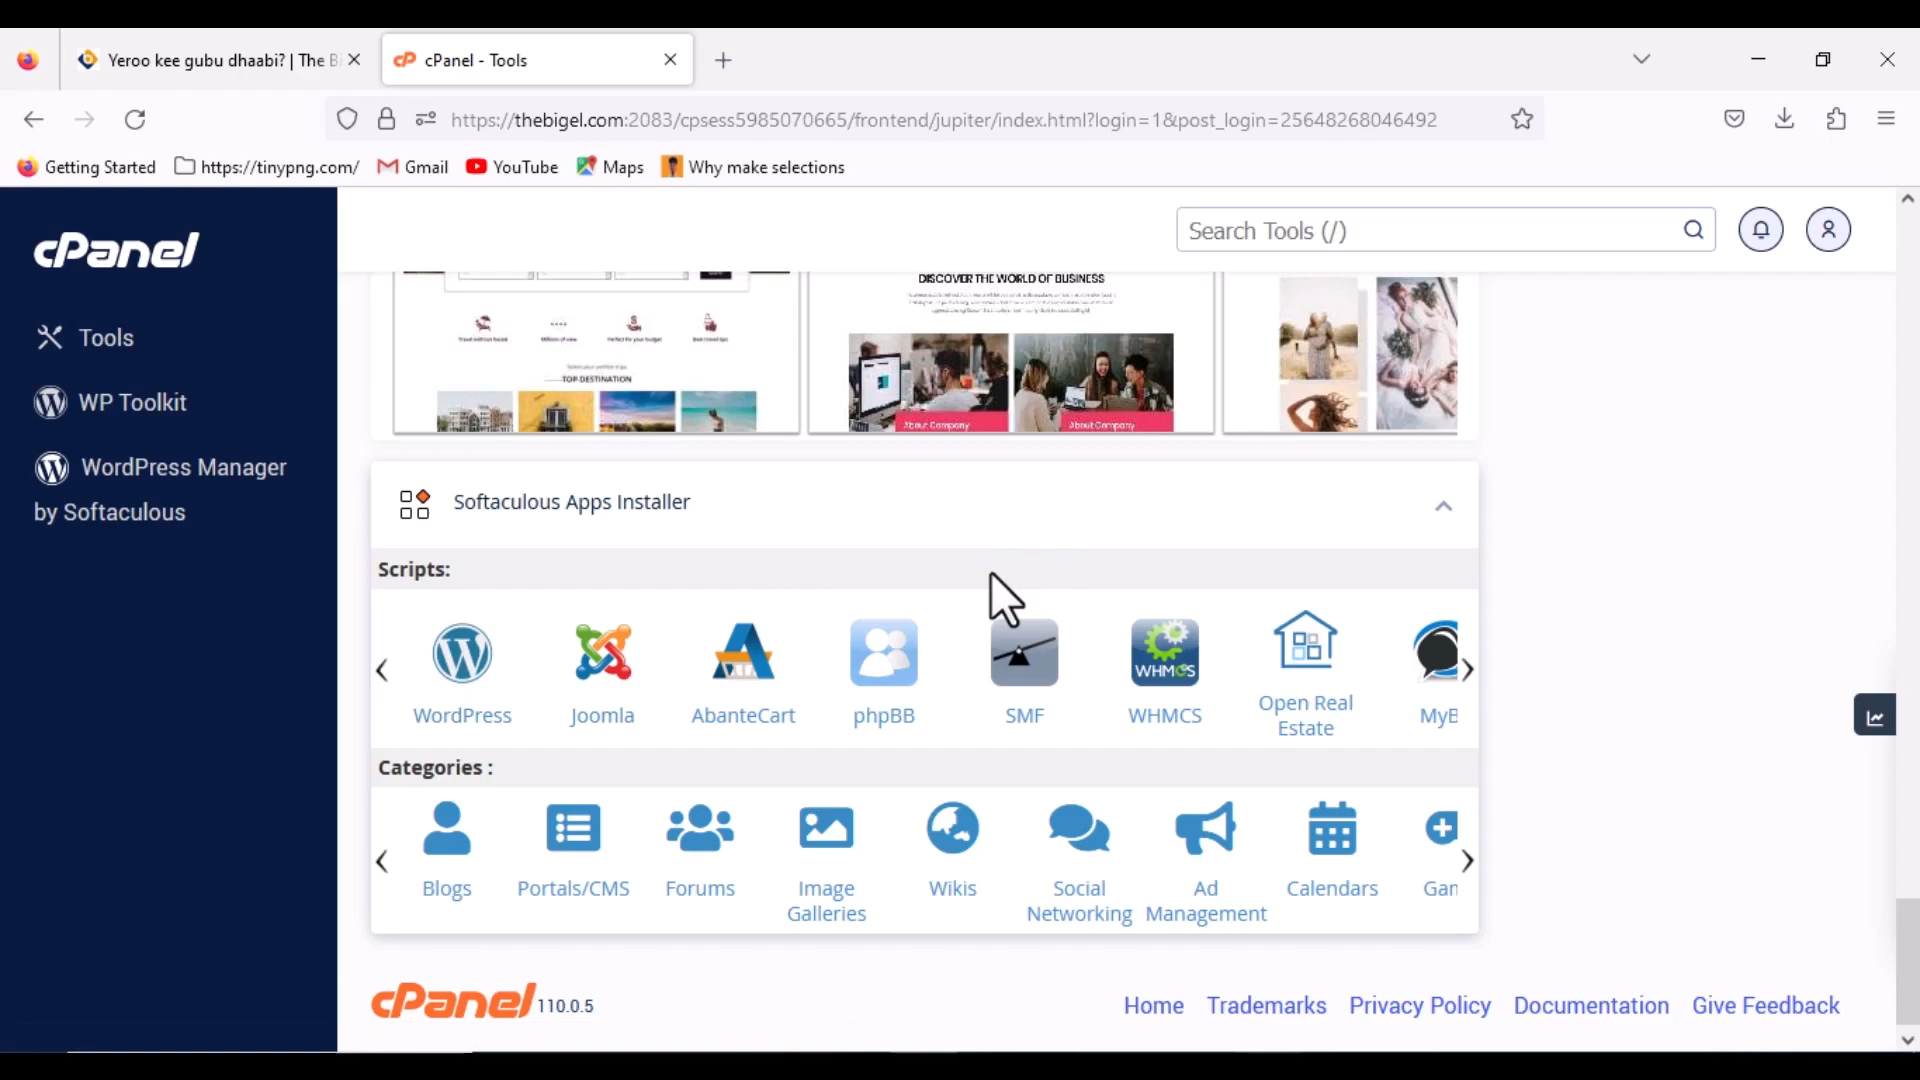 Yeroo kee gubu dhaabi? | The B
cPanel - Tools
https://thebigel.com:2083/cpsess5985070665/frontend/jupiter/index.html?login=1&post_login=25648268046492
Getting Started
https://tinypng.com/
Gmail
YouTube
Maps
Why make selections
cPanel
Search Tools (/)
Tools
WP Toolkit
WordPress Manager
by Softaculous
TOP DESTINATION
DISCOVER THE WORLD OF BUSINESS
About Company
About Company
Softaculous Apps Installer
Scripts:
WordPress
Joomla
AbanteCart
phpBB
SMF
WHMCS
WHMCS
Open Real
Estate
MyB
Categories :
Blogs
Portals/CMS
Forums
Image
Galleries
Wikis
Social
Networking
Ad
Management
Calendars
Gam
cPanel 110.0.5
Home
Trademarks
Privacy Policy
Documentation
Give Feedback